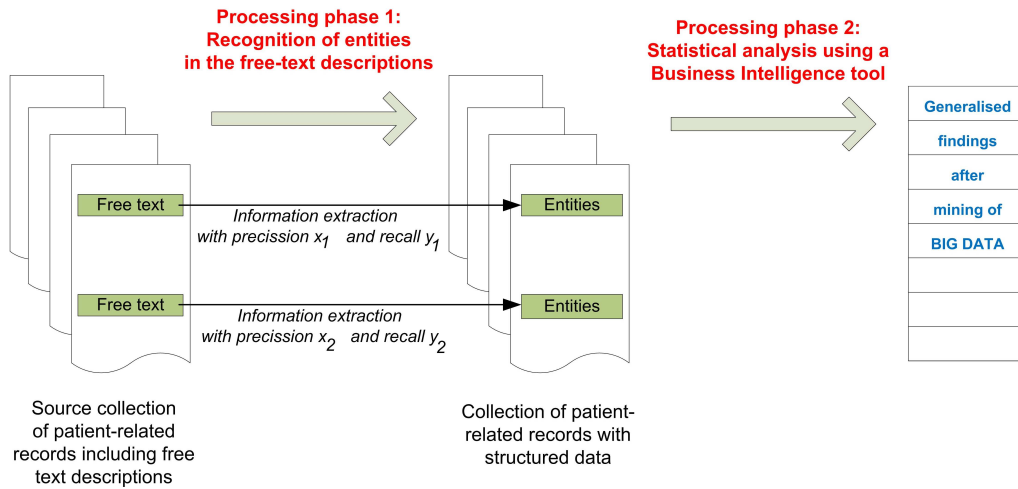 Processing phase 1:
Recognition of entities
in the free-text descriptions
Processing phase 2:
Statistical analysis using a
Business Intelligence tool
Free text
Information extraction
with precission x1 and recall y1
Entities
Free text
Information extraction
with precission x2 and recall y2
Entities
Generalised
findings
after
mining of
BIG DATA
Source collection
of patient-related
records including free
text descriptions
Collection of patient-
related records with
structured data